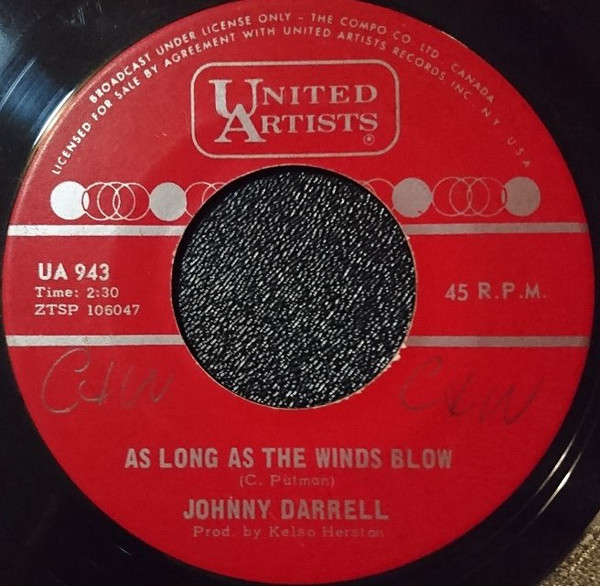 BROADCAST UNDER LICENSE ONLY - THE COMPO CO. LTD. CANADA
LICENSED FOR SALE BY AGREEMENT WITH UNITED ARTISTS RECORDS INC. N.Y. U.S.A.
UNITED
ARTISTS
®
UA 943
Time: 2:30
ZTSP 106047
45 R.P.M.
C+W
C&W
AS LONG AS THE WINDS BLOW
(C. Putman)
JOHNNY DARRELL
Prod. by Kelso Herston